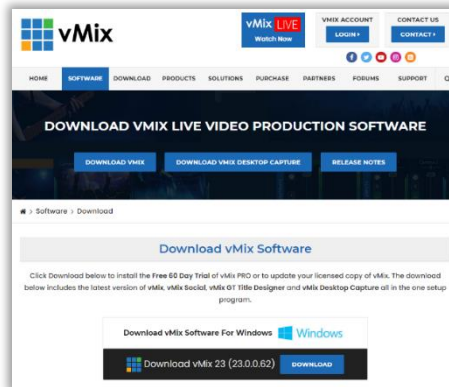 vMix
vMix LIVE
Watch Now
VMIX ACCOUNT
LOGIN ›
CONTACT US
CONTACT ›
HOME SOFTWARE DOWNLOAD PRODUCTS SOLUTIONS PURCHASE PARTNERS FORUMS SUPPORT
DOWNLOAD VMIX LIVE VIDEO PRODUCTION SOFTWARE
DOWNLOAD VMIX DOWNLOAD VMIX DESKTOP CAPTURE RELEASE NOTES
> Software > Download
Download vMix Software
Click Download below to install the Free 60 Day Trial of vMix PRO or to update your licensed copy of vMix. The download
below includes the latest version of vMix, vMix Social, vMix GT Title Designer and vMix Desktop Capture all in the one setup
program.
Download vMix Software For Windows Windows
Download vMix 23 (23.0.0.62) DOWNLOAD